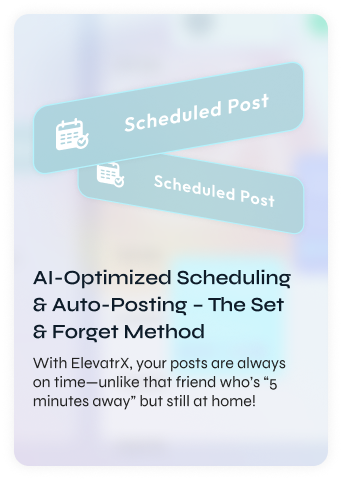 Scheduled Post
Scheduled Post
AI-Optimized Scheduling
& Auto-Posting – The Set
& Forget Method
With ElevatrX, your posts are always
on time—unlike that friend who's “5
minutes away” but still at home!